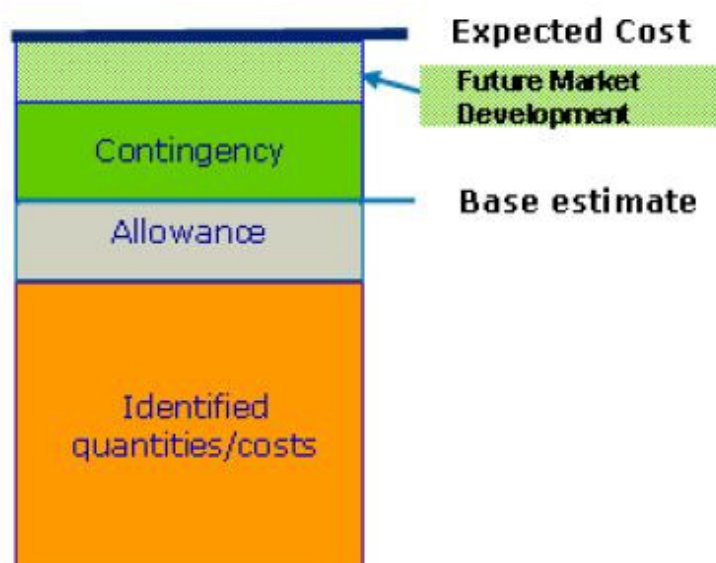 Expected Cost
Future Market
Development
Contingency
Base estimate
Allowance
Identified
quantities/costs